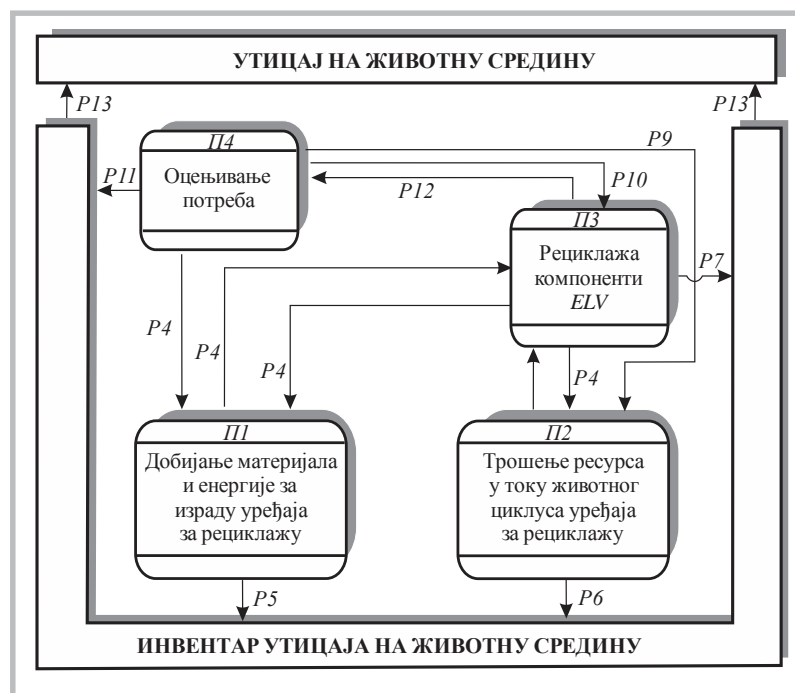 УТИЦАЈ НА ЖИВОТНУ СРЕДИНУ
P13
P13
П4
P9
Оцењивање
потреба
P11
P12
P10
П3
Рециклажа
компоненти
ELV
P7
P4
P4
P4
P4
П1
Добијање материјала
и енергије за
израду уређаја
за рециклажу
П2
Трошење ресурса
у току животног
циклуса уређаја
за рециклажу
P5
P6
ИНВЕНТАР УТИЦАЈА НА ЖИВОТНУ СРЕДИНУ